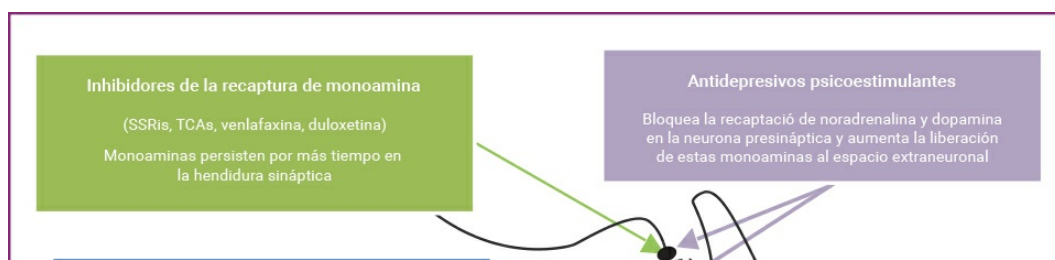 Inhibidores de la recaptura de monoamina
(SSRis, TCAs, venlafaxina, duloxetina)
Monoaminas persisten por más tiempo en
la hendidura sináptica
Antidepresivos psicoestimulantes
Bloquea la recaptació de noradrenalina y dopamina
en la neurona presináptica y aumenta la liberación
de estas monoaminas al espacio extraneuronal